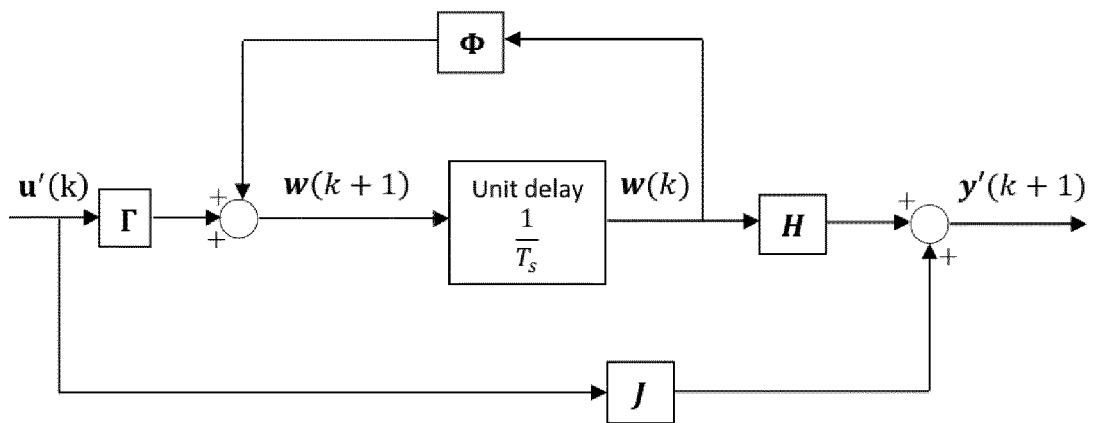 Φ
u'(k)
Γ
+
+
w(k + 1)
Unit delay
1
T_s
w(k)
H
+
+
y'(k + 1)
J